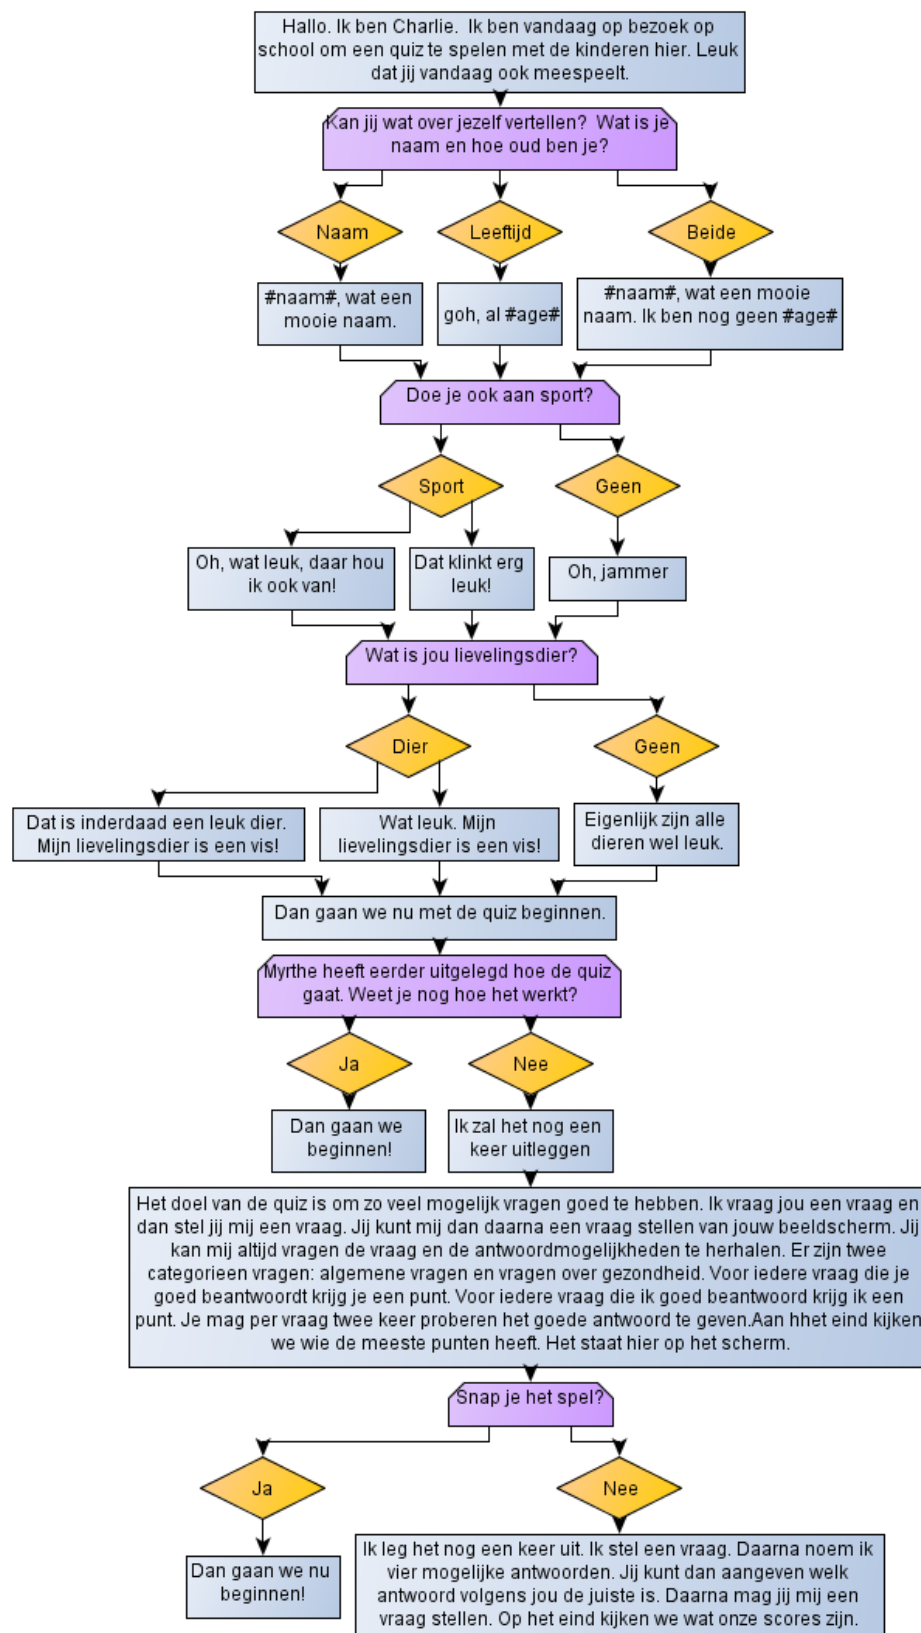 Hallo. Ik ben Charlie.  Ik ben vandaag op bezoek op
school om een quiz te spelen met de kinderen hier. Leuk
dat jij vandaag ook meespeelt.
Kan jij wat over jezelf vertellen?  Wat is je
naam en hoe oud ben je?
Naam
Leeftijd
Beide
#naam#, wat een
mooie naam.
goh, al #age#
#naam#, wat een mooie
naam. Ik ben nog geen #age#
Doe je ook aan sport?
Sport
Geen
Oh, wat leuk, daar hou
ik ook van!
Dat klinkt erg
leuk!
Oh, jammer
Wat is jou lievelingsdier?
Dier
Geen
Dat is inderdaad een leuk dier.
Mijn lievelingsdier is een vis!
Wat leuk. Mijn
lievelingsdier is een vis!
Eigenlijk zijn alle
dieren wel leuk.
Dan gaan we nu met de quiz beginnen.
Myrthe heeft eerder uitgelegd hoe de quiz
gaat. Weet je nog hoe het werkt?
Ja
Nee
Dan gaan we
beginnen!
Ik zal het nog een
keer uitleggen
Het doel van de quiz is om zo veel mogelijk vragen goed te hebben. Ik vraag jou een vraag en
dan stel jij mij een vraag. Jij kunt mij dan daarna een vraag stellen van jouw beeldscherm. Jij
kan mij altijd vragen de vraag en de antwoordmogelijkheden te herhalen. Er zijn twee
categorieen vragen: algemene vragen en vragen over gezondheid. Voor iedere vraag die je
goed beantwoordt krijg je een punt. Voor iedere vraag die ik goed beantwoord krijg ik een
punt. Je mag per vraag twee keer proberen het goede antwoord te geven.Aan hhet eind kijken
we wie de meeste punten heeft. Het staat hier op het scherm.
Snap je het spel?
Ja
Nee
Dan gaan we nu
beginnen!
Ik leg het nog een keer uit. Ik stel een vraag. Daarna noem ik
vier mogelijke antwoorden. Jij kunt dan aangeven welk
antwoord volgens jou de juiste is. Daarna mag jij mij een
vraag stellen. Op het eind kijken we wat onze scores zijn.